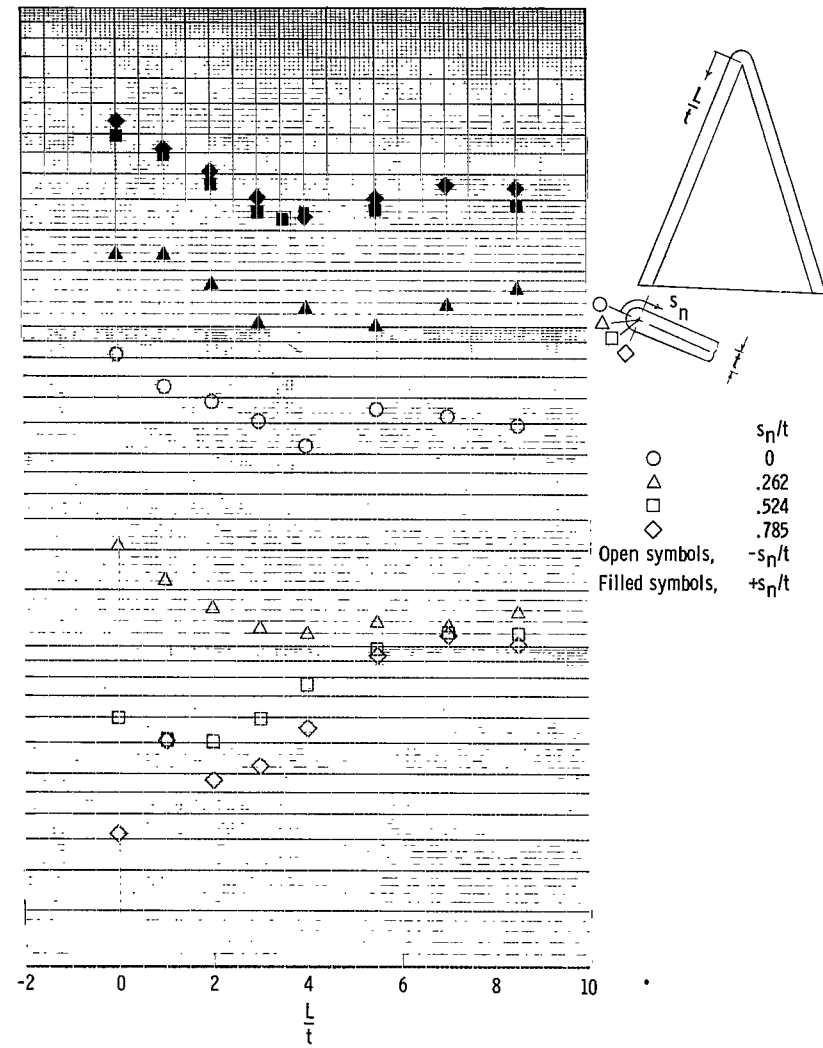 L/t
s_n
t
s_n/t
0
.262
.524
.785
Open symbols, -s_n/t
Filled symbols, +s_n/t
-2 0 2 4 6 8 10
L
t